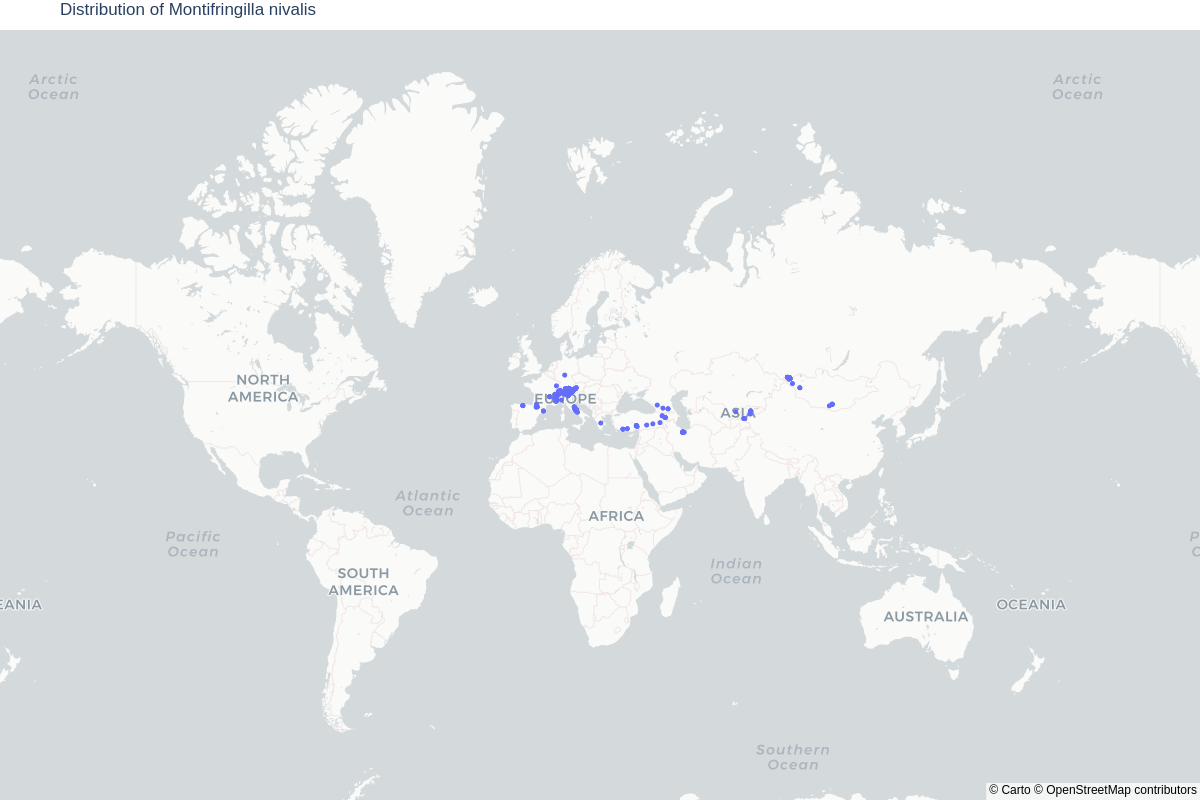 Distribution of Montifringilla nivalis
Arctic
Ocean
Arctic
Ocean
NORTH
AMERICA
EUROPE
ASIA
Atlantic
Ocean
AFRICA
Pacific
Ocean
Indian
Ocean
P
O
SOUTH
AMERICA
EANIA
OCEANIA
AUSTRALIA
Southern
Ocean
© Carto © OpenStreetMap contributors